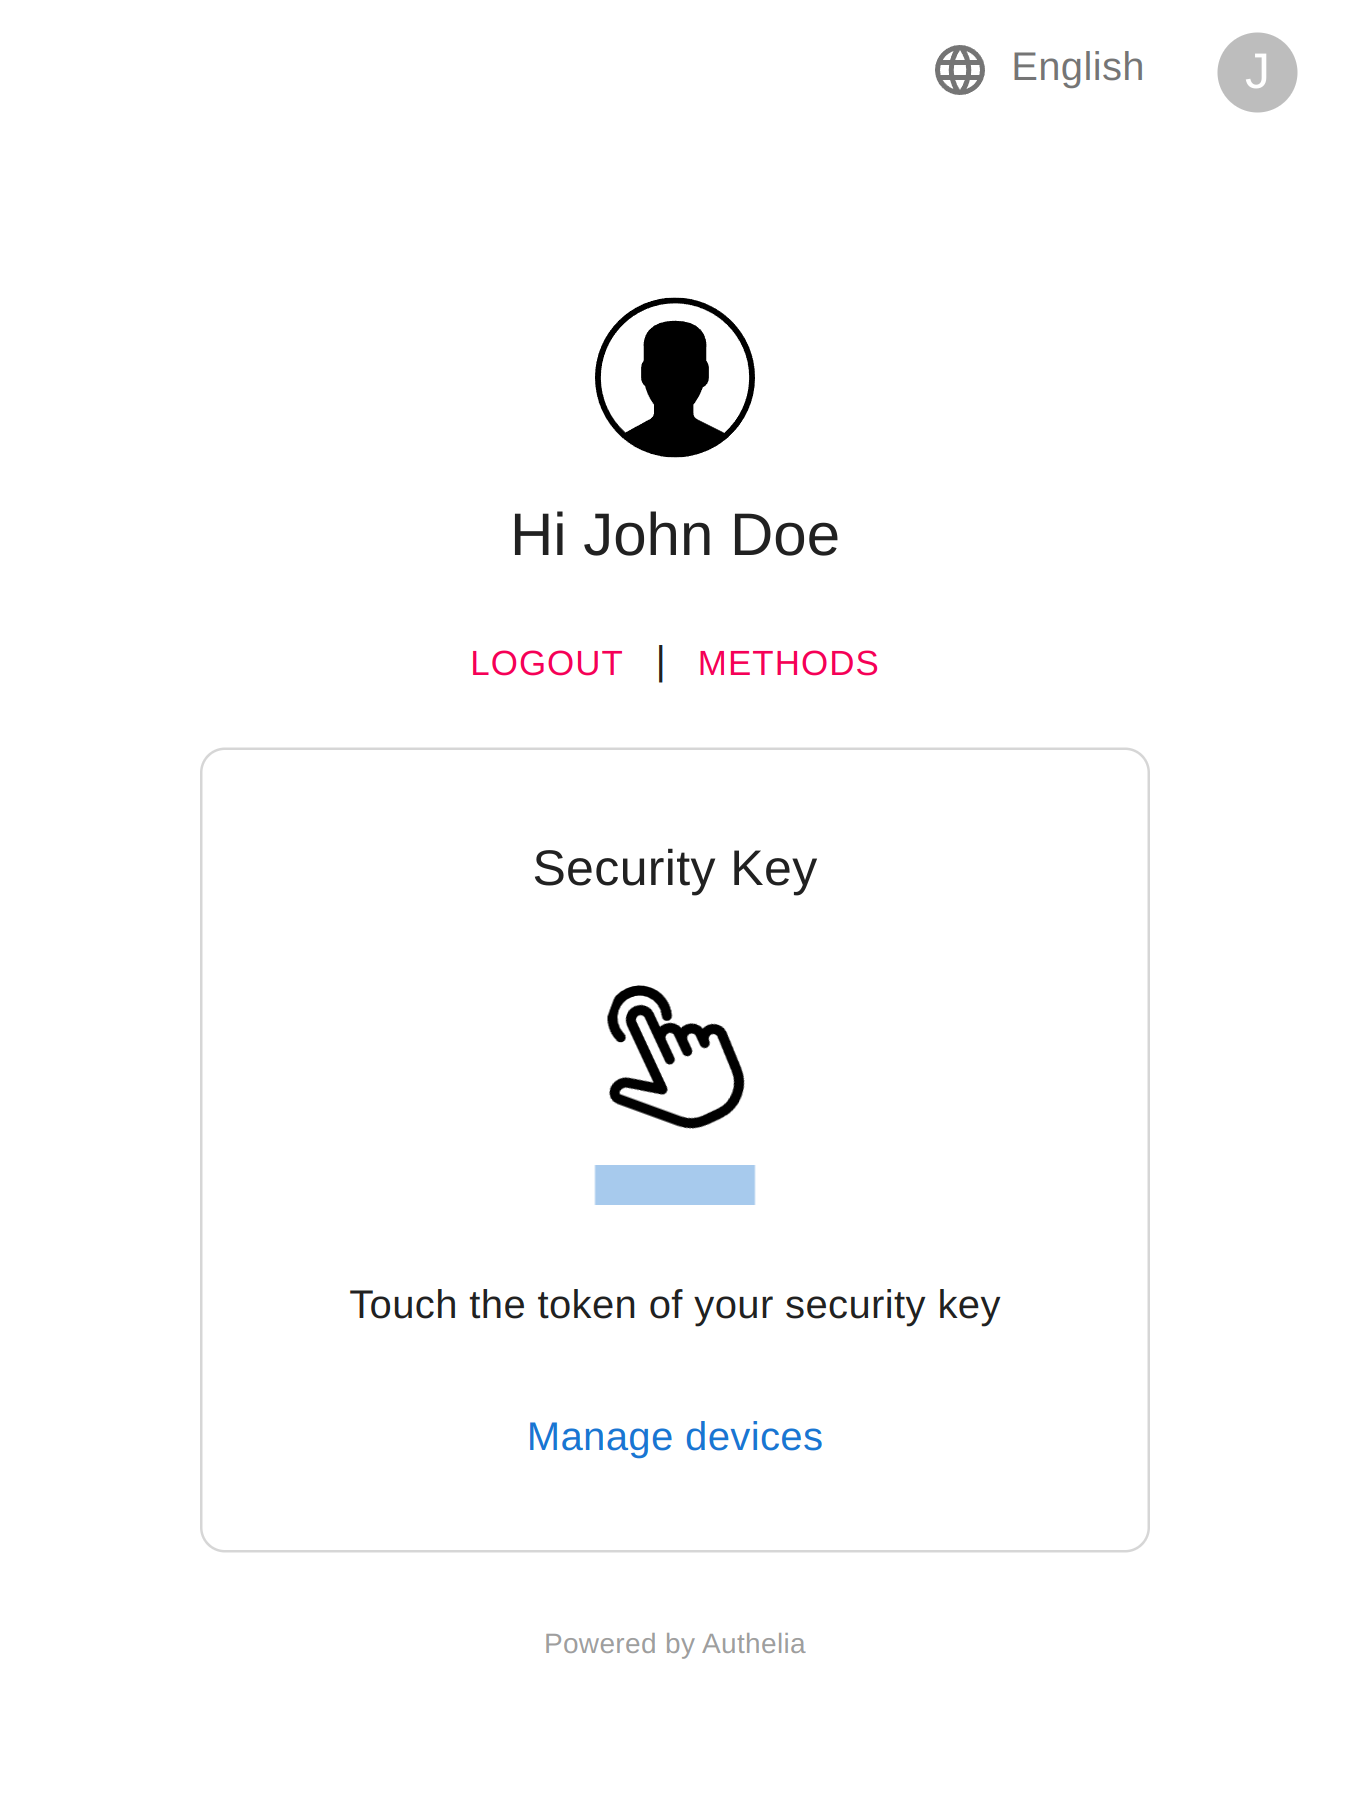 English
J
Hi John Doe
LOGOUT | METHODS
Security Key
Touch the token of your security key
Manage devices
Powered by Authelia